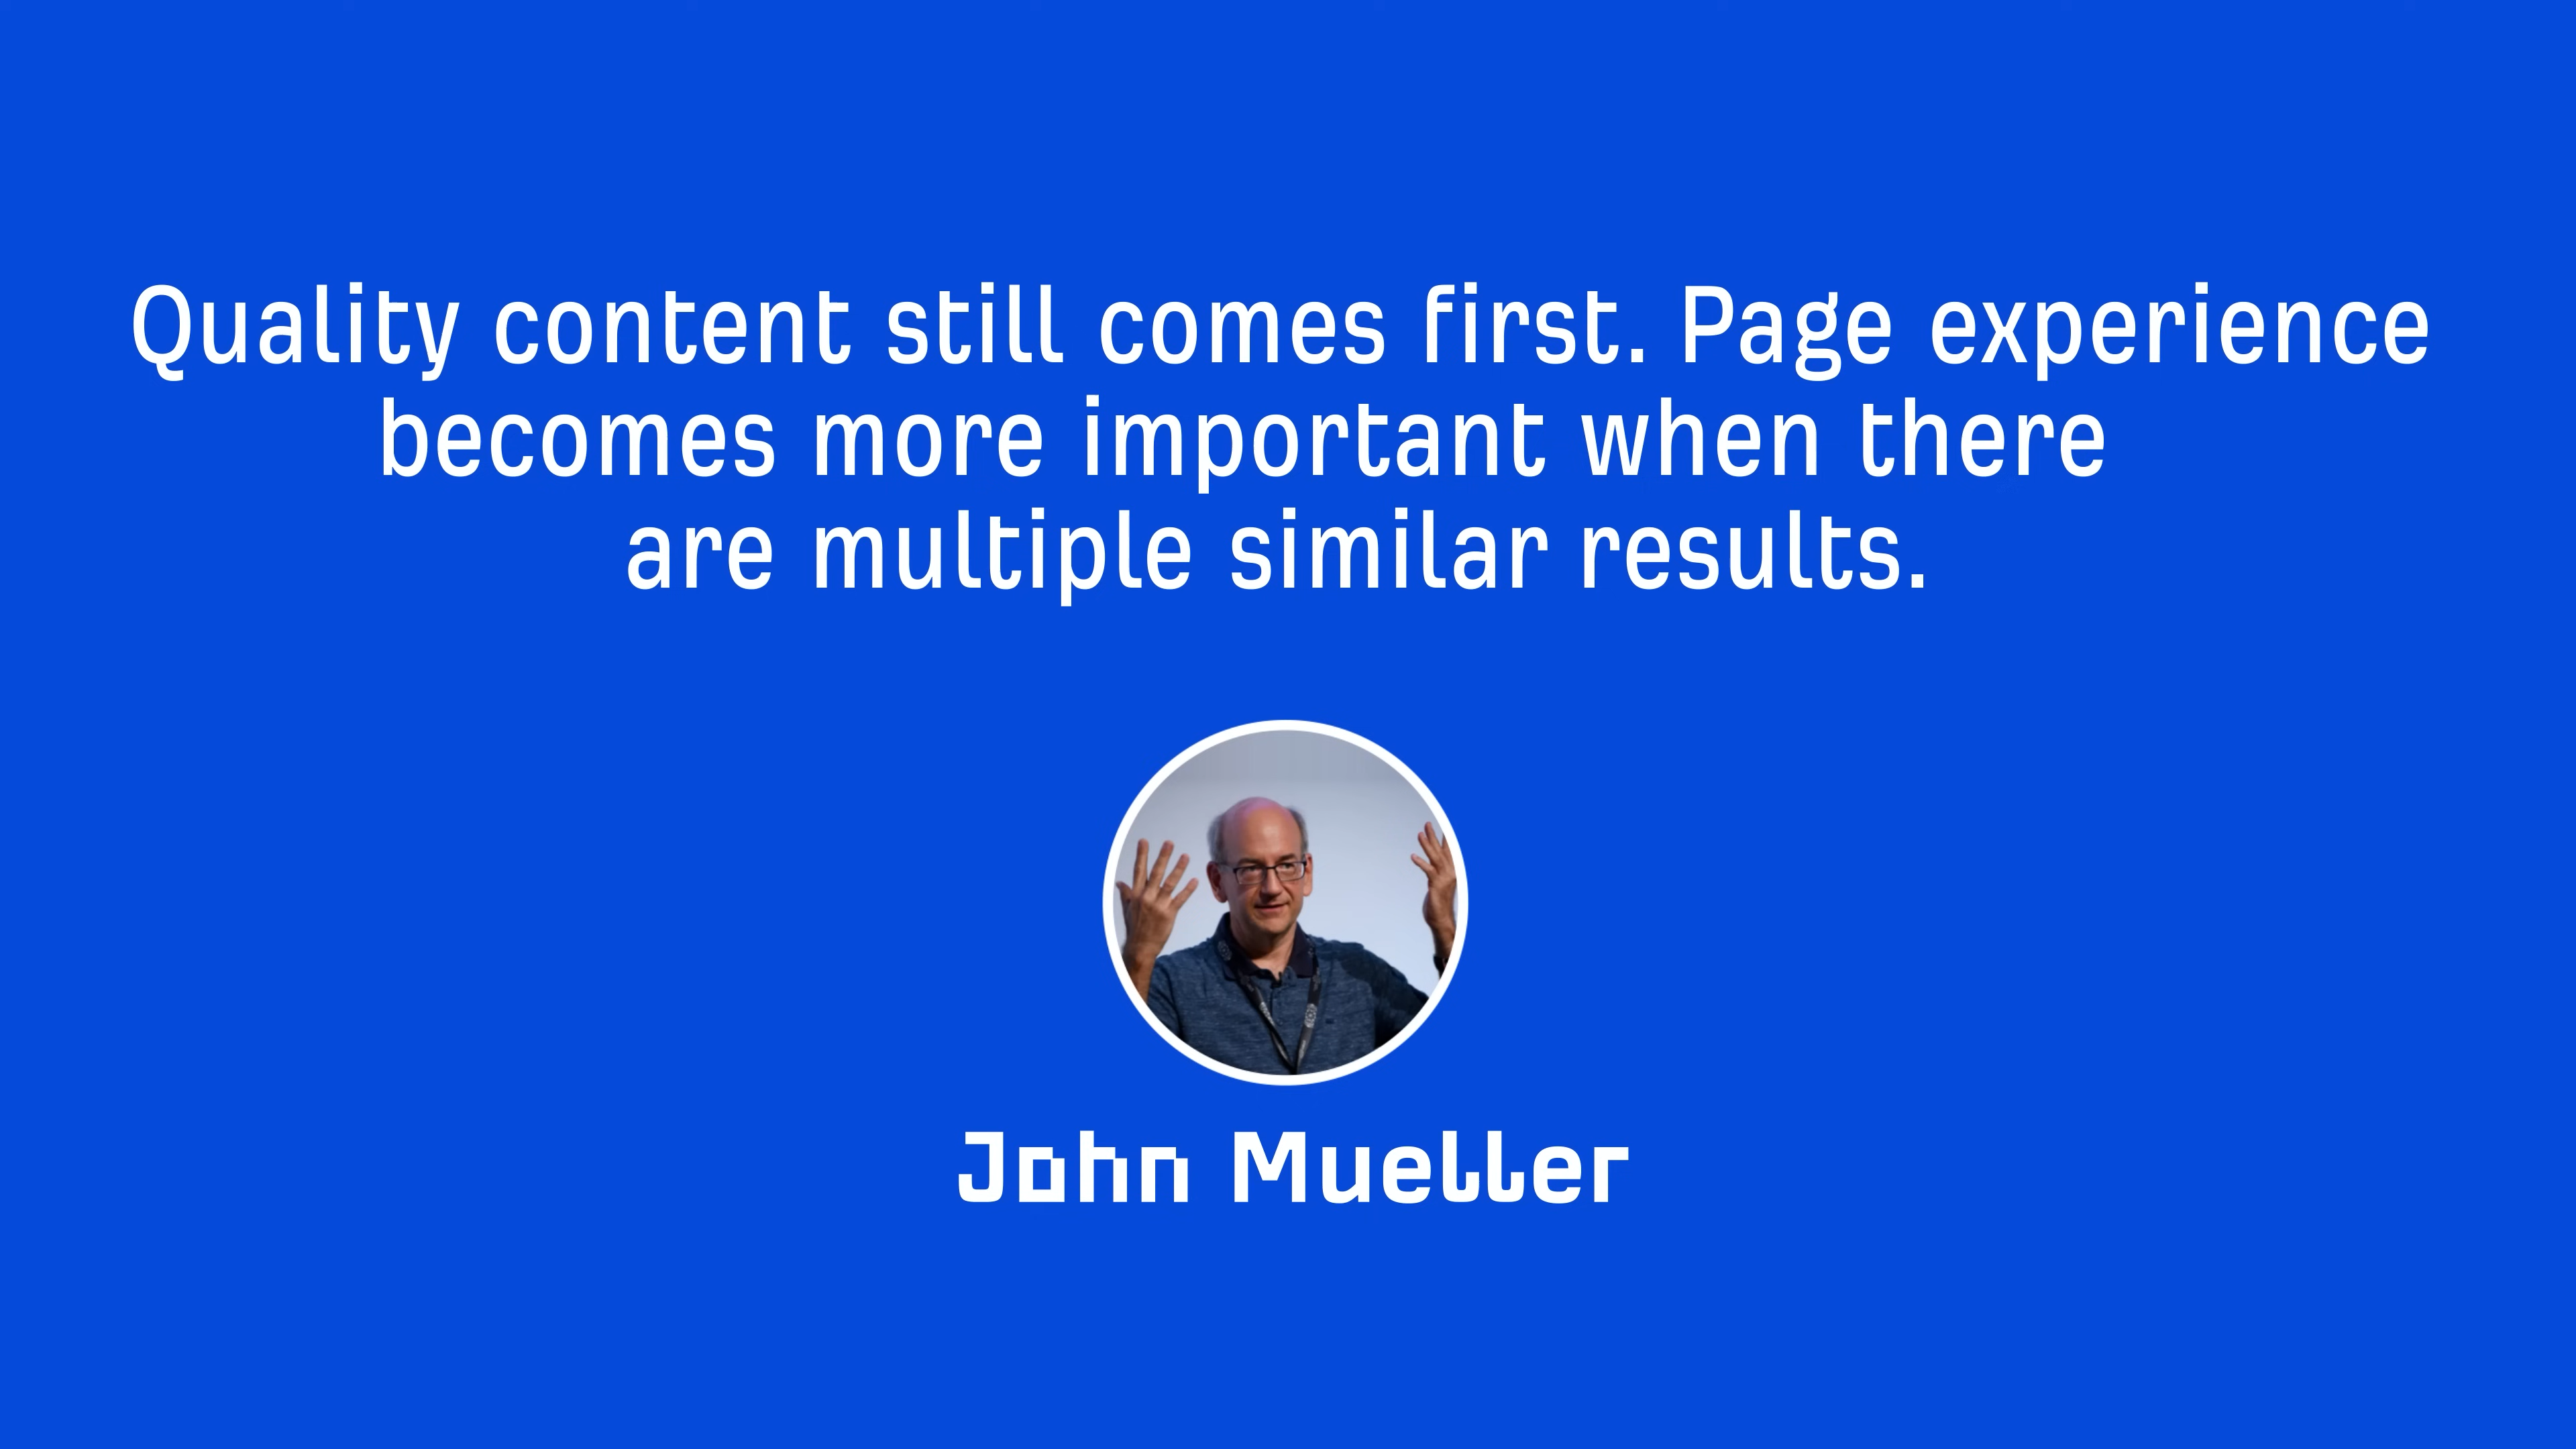 Quality content still comes first. Page experience
becomes more important when there
are multiple similar results.
John Mueller